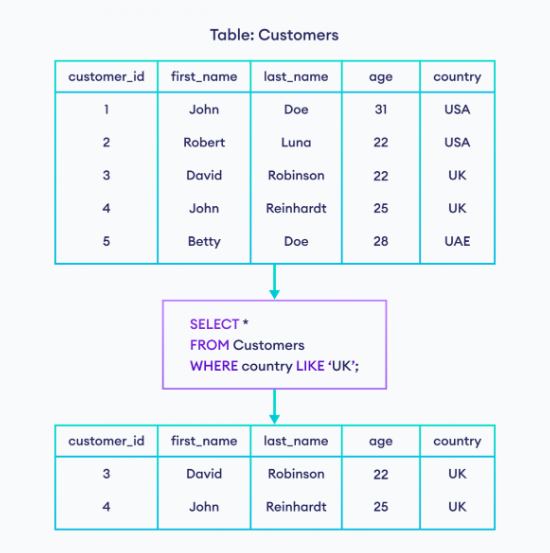 Table: Customers
customer_id first_name last_name age country
1 John Doe 31 USA
2 Robert Luna 22 USA
3 David Robinson 22 UK
4 John Reinhardt 25 UK
5 Betty Doe 28 UAE
SELECT *
FROM Customers
WHERE country LIKE ‘UK’;
customer_id first_name last_name age country
3 David Robinson 22 UK
4 John Reinhardt 25 UK